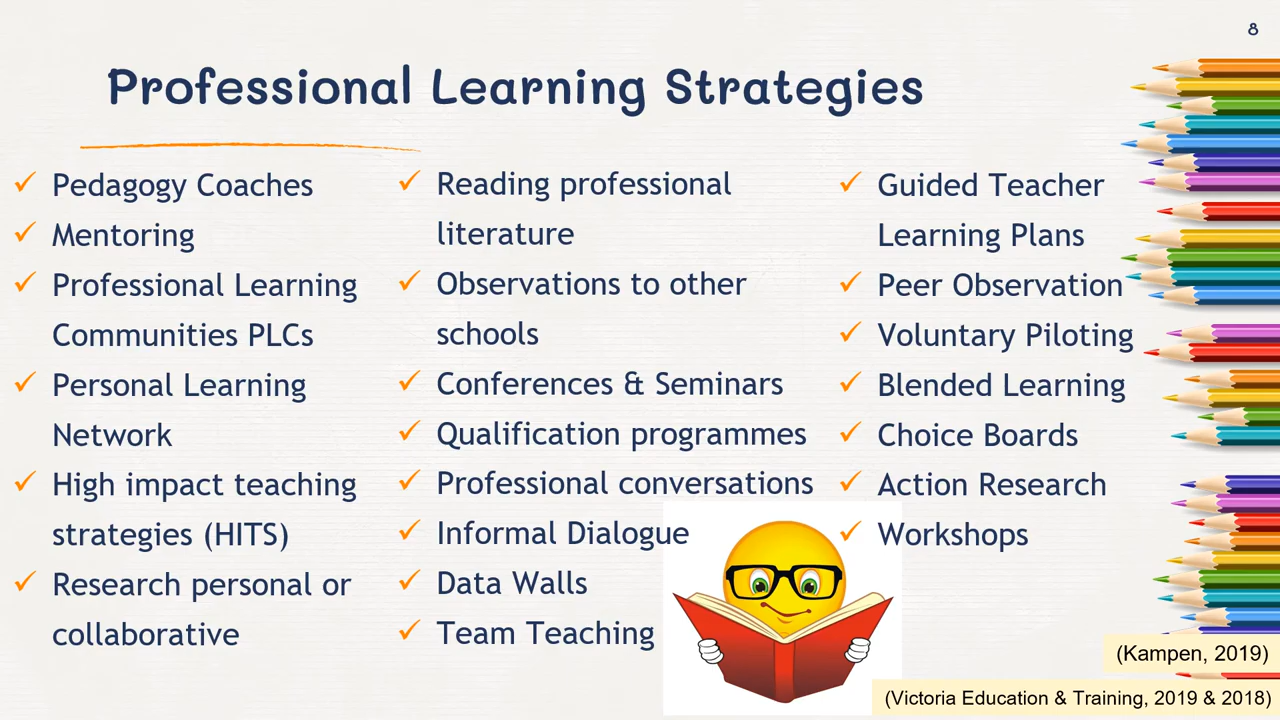 8
Professional Learning Strategies
✓ Pedagogy Coaches
✓ Mentoring
✓ Professional Learning
Communities PLCs
✓ Personal Learning
Network
✓ High impact teaching
strategies (HITS)
✓ Research personal or
collaborative
✓ Reading professional
literature
✓ Observations to other
schools
✓ Conferences & Seminars
✓ Qualification programmes
✓ Professional conversations
✓ Informal Dialogue
✓ Data Walls
✓ Team Teaching
✓ Guided Teacher
Learning Plans
✓ Peer Observation
✓ Voluntary Piloting
✓ Blended Learning
✓ Choice Boards
✓ Action Research
✓ Workshops
(Kampen, 2019)
(Victoria Education & Training, 2019 & 2018)